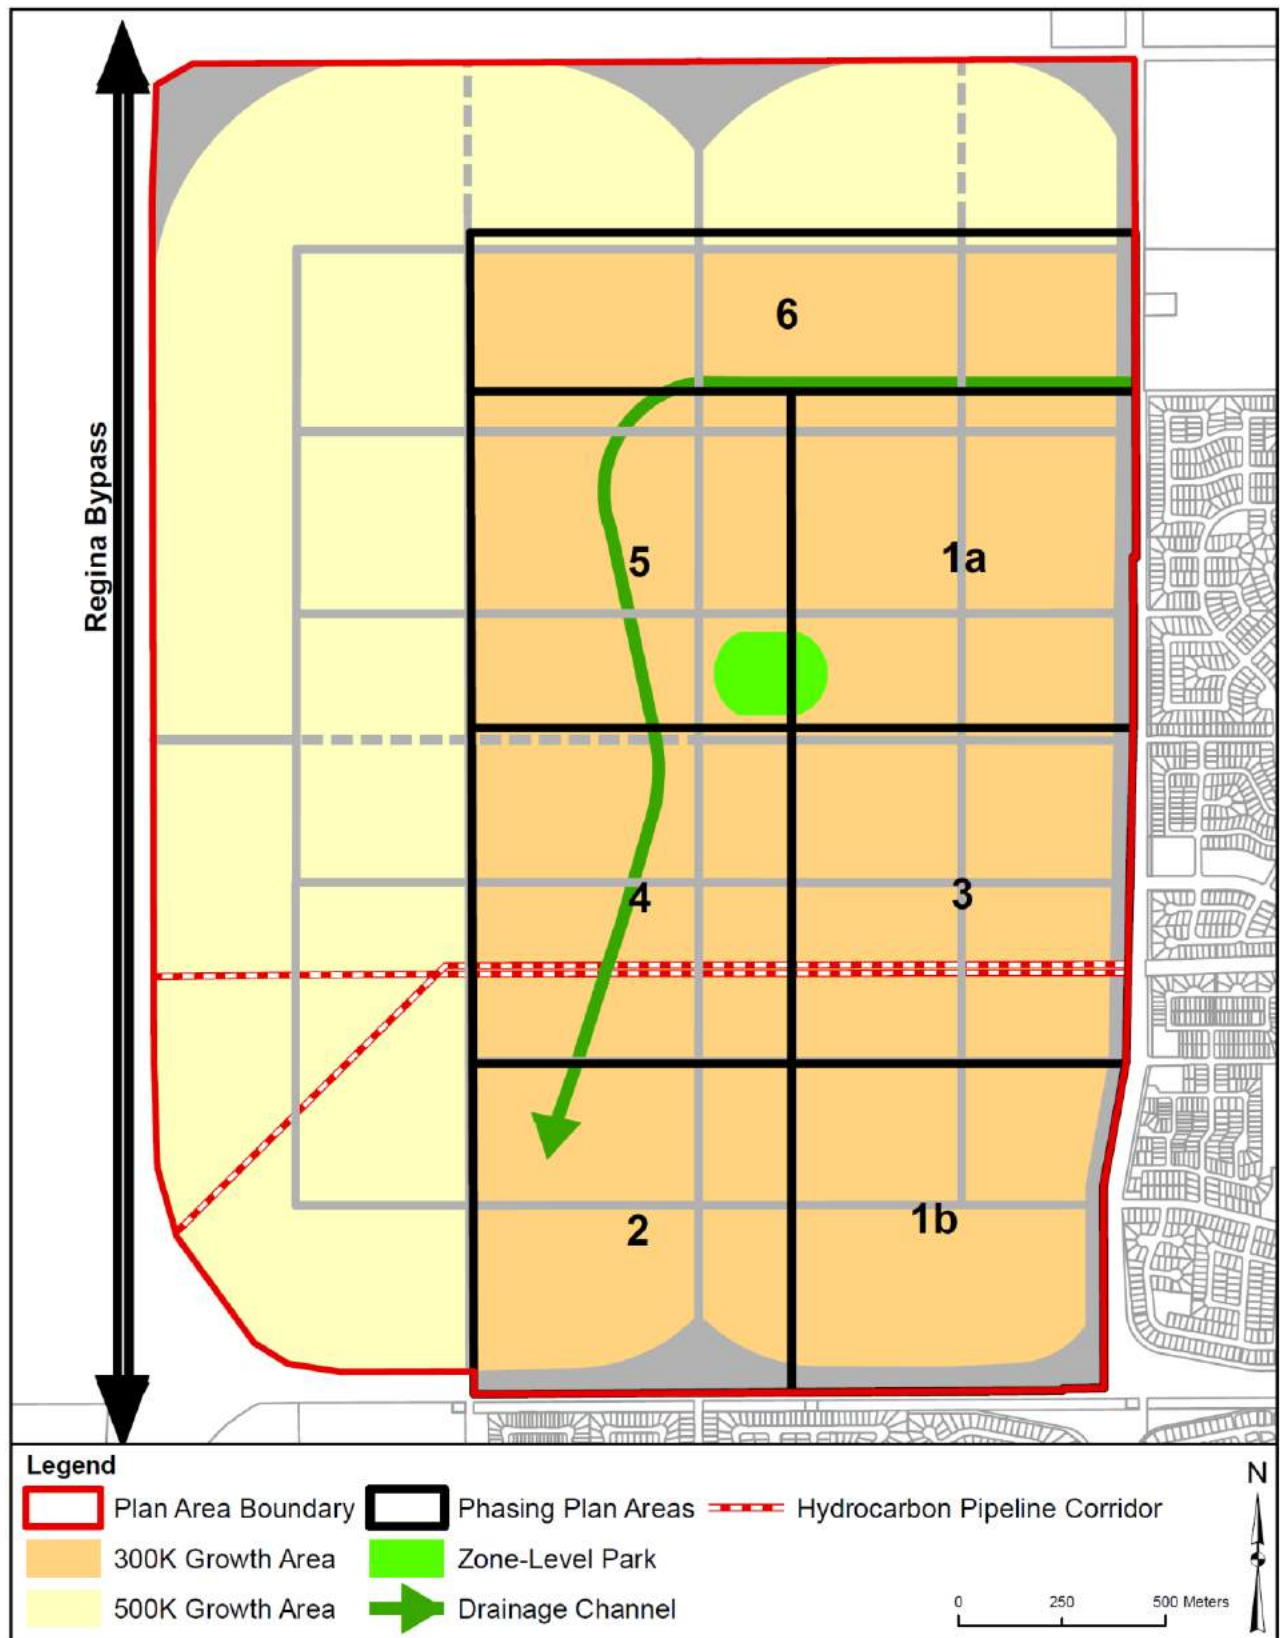 6
Regina Bypass
5
1a
4
3
2
1b
Legend
Plan Area Boundary
Phasing Plan Areas
Hydrocarbon Pipeline Corridor
300K Growth Area
Zone-Level Park
500K Growth Area
Drainage Channel
N
0 250 500 Meters